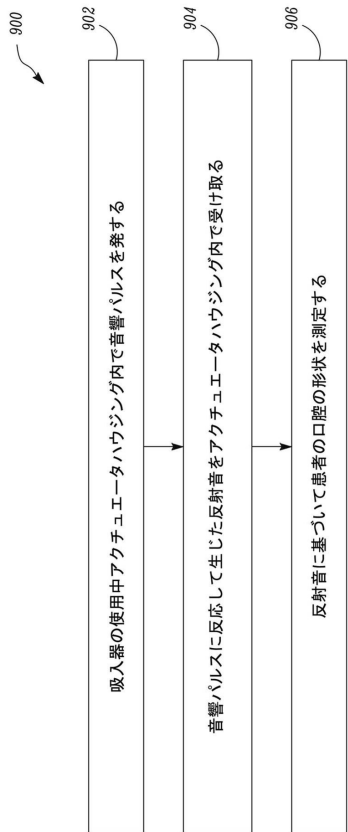 900
902
吸入器の使用中アクチュエータハウジング内で音響パルスを発する
904
音響パルスに反応して生じた反射音をアクチュエータハウジング内で受け取る
906
反射音に基づいて患者の口腔の形状を測定する